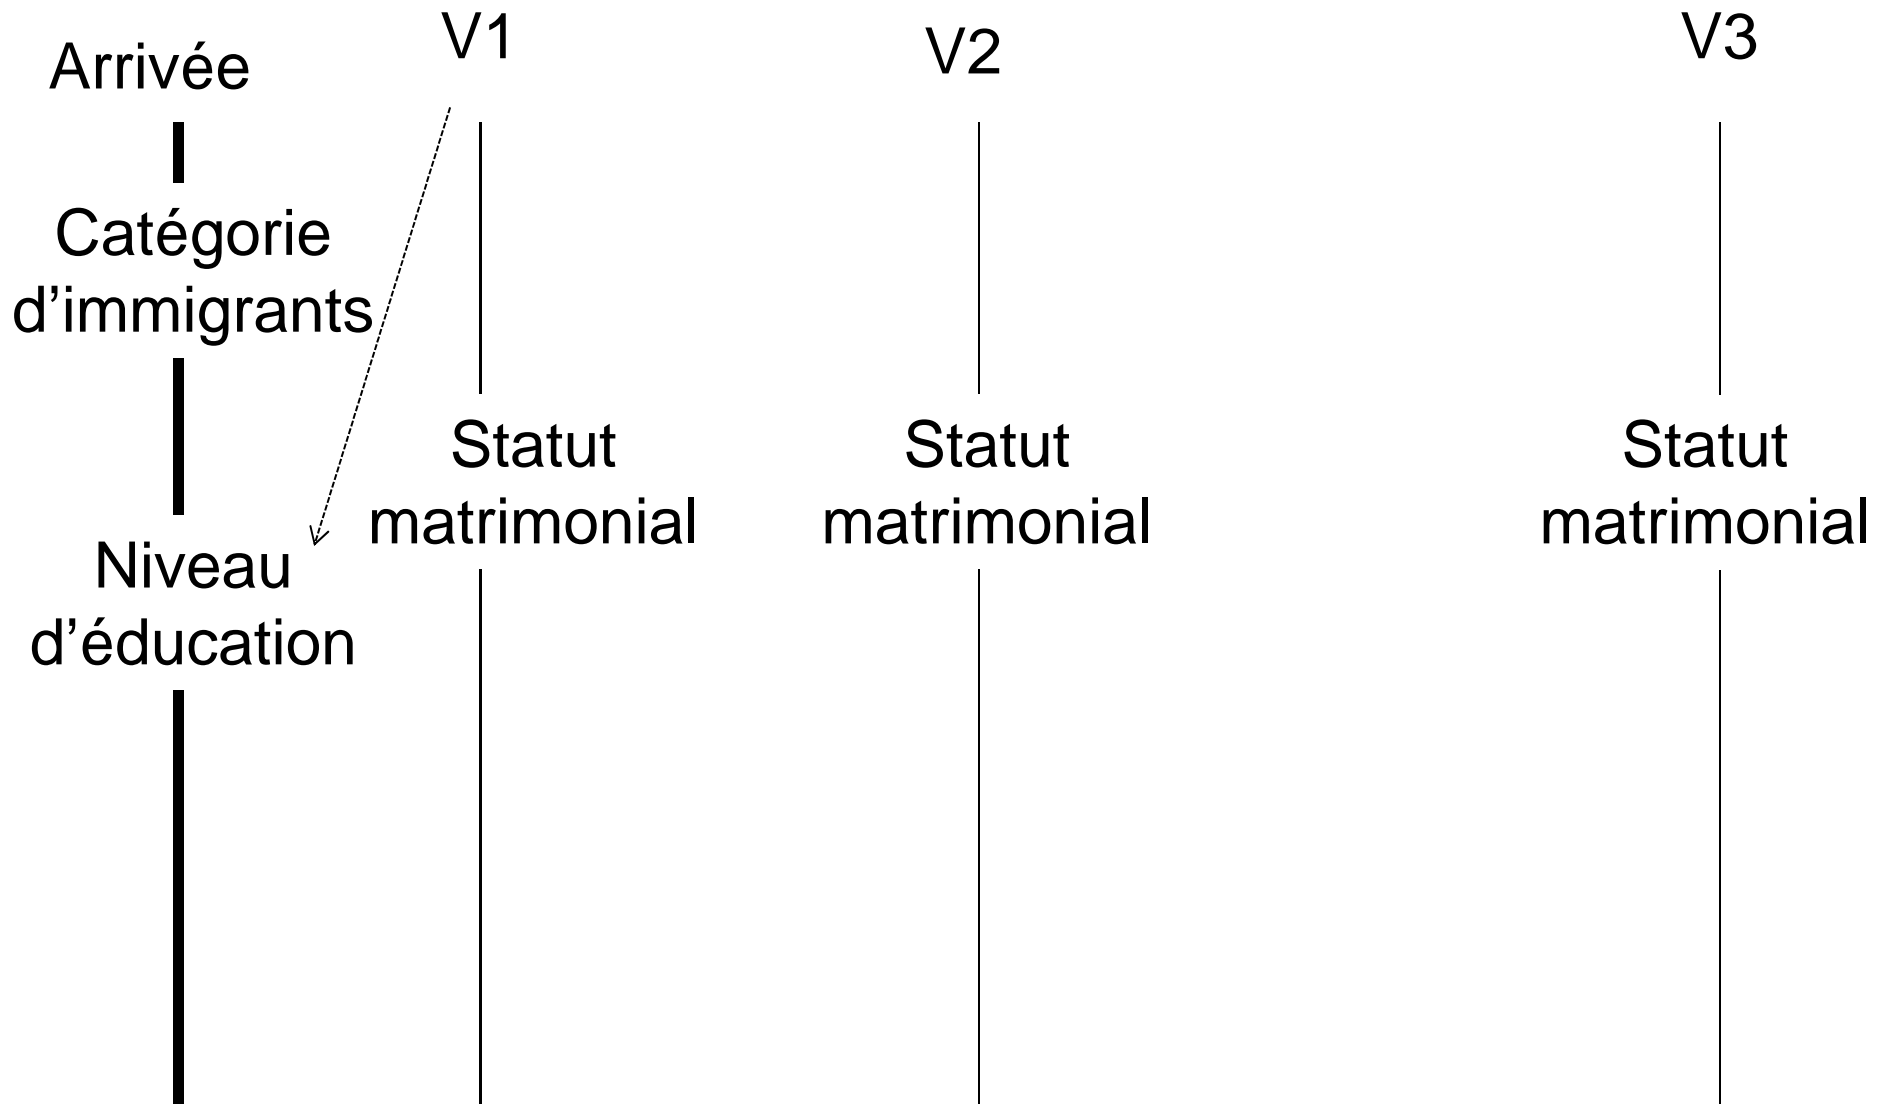 Arrivée
V1
V2
V3
Catégorie
d’immigrants
Statut
matrimonial
Statut
matrimonial
Statut
matrimonial
Niveau
d’éducation